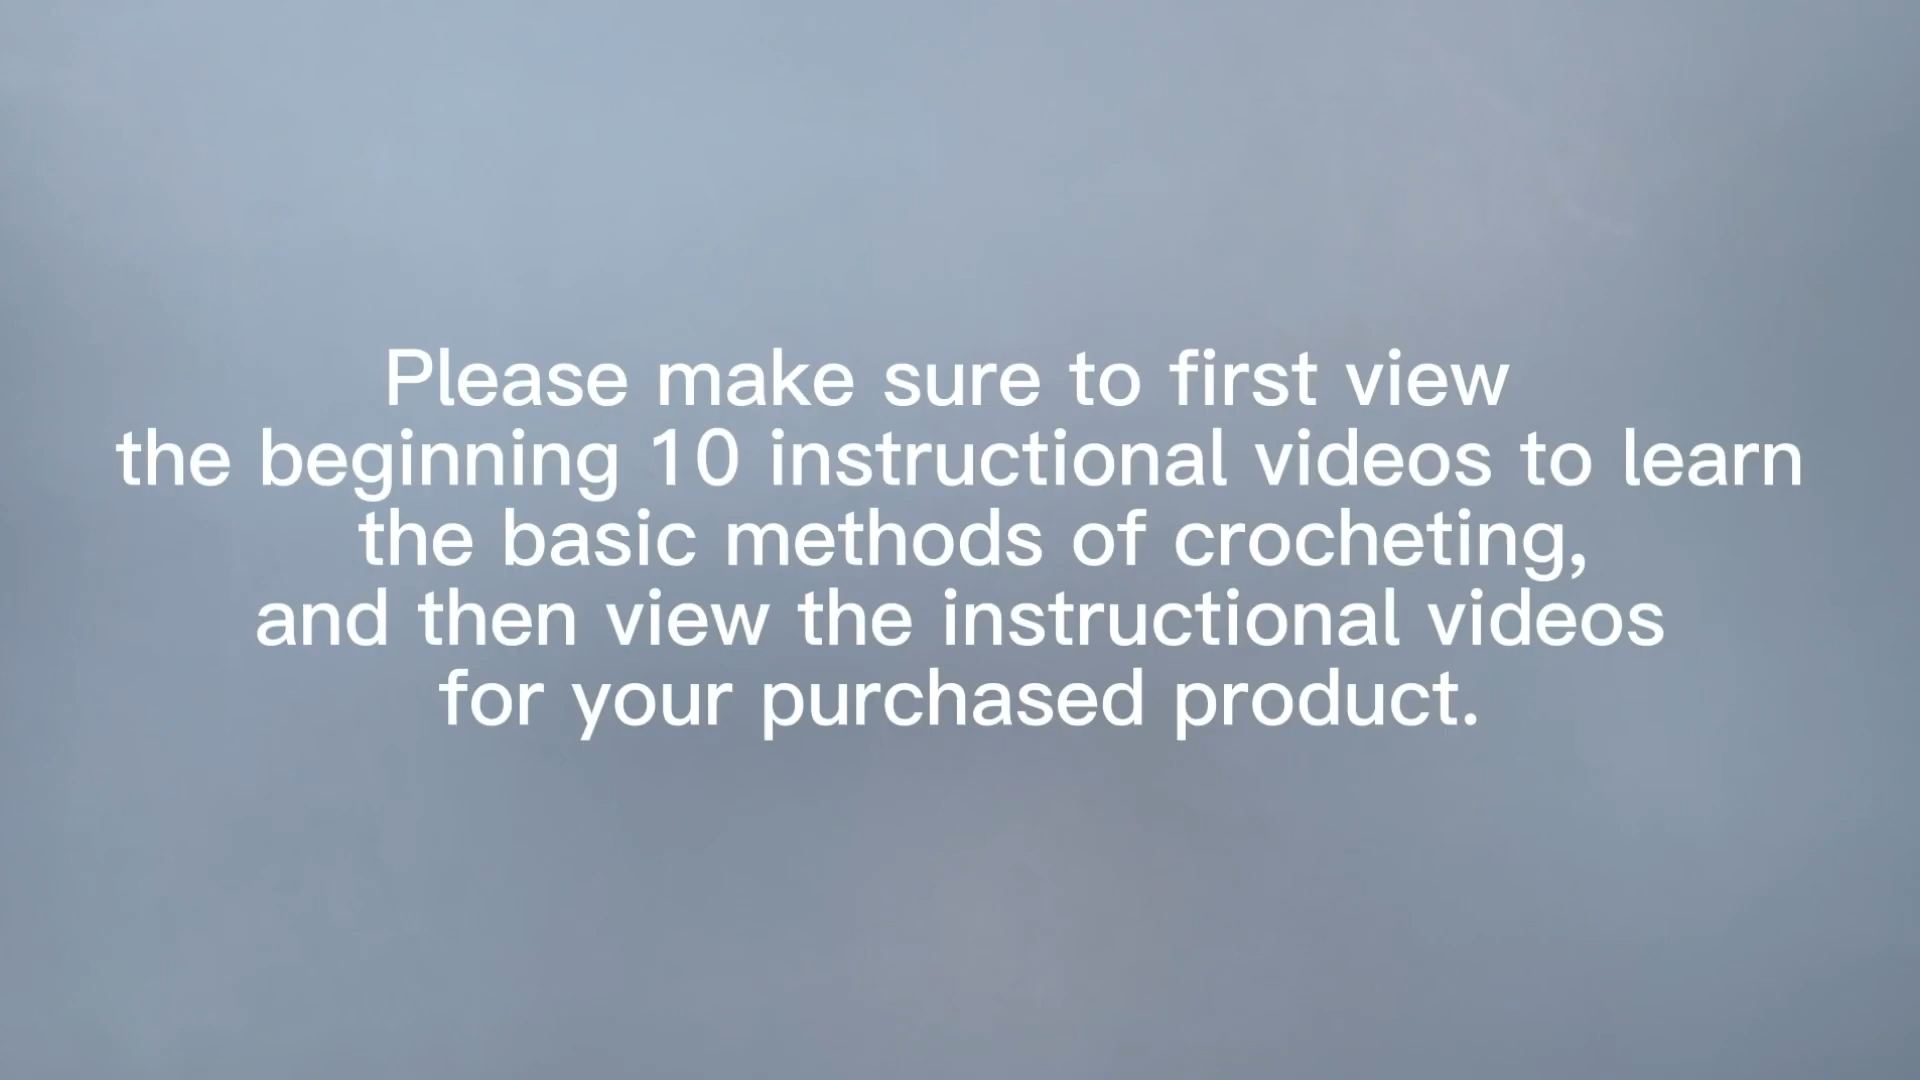 Please make sure to first view
the beginning 10 instructional videos to learn
the basic methods of crocheting,
and then view the instructional videos
for your purchased product.